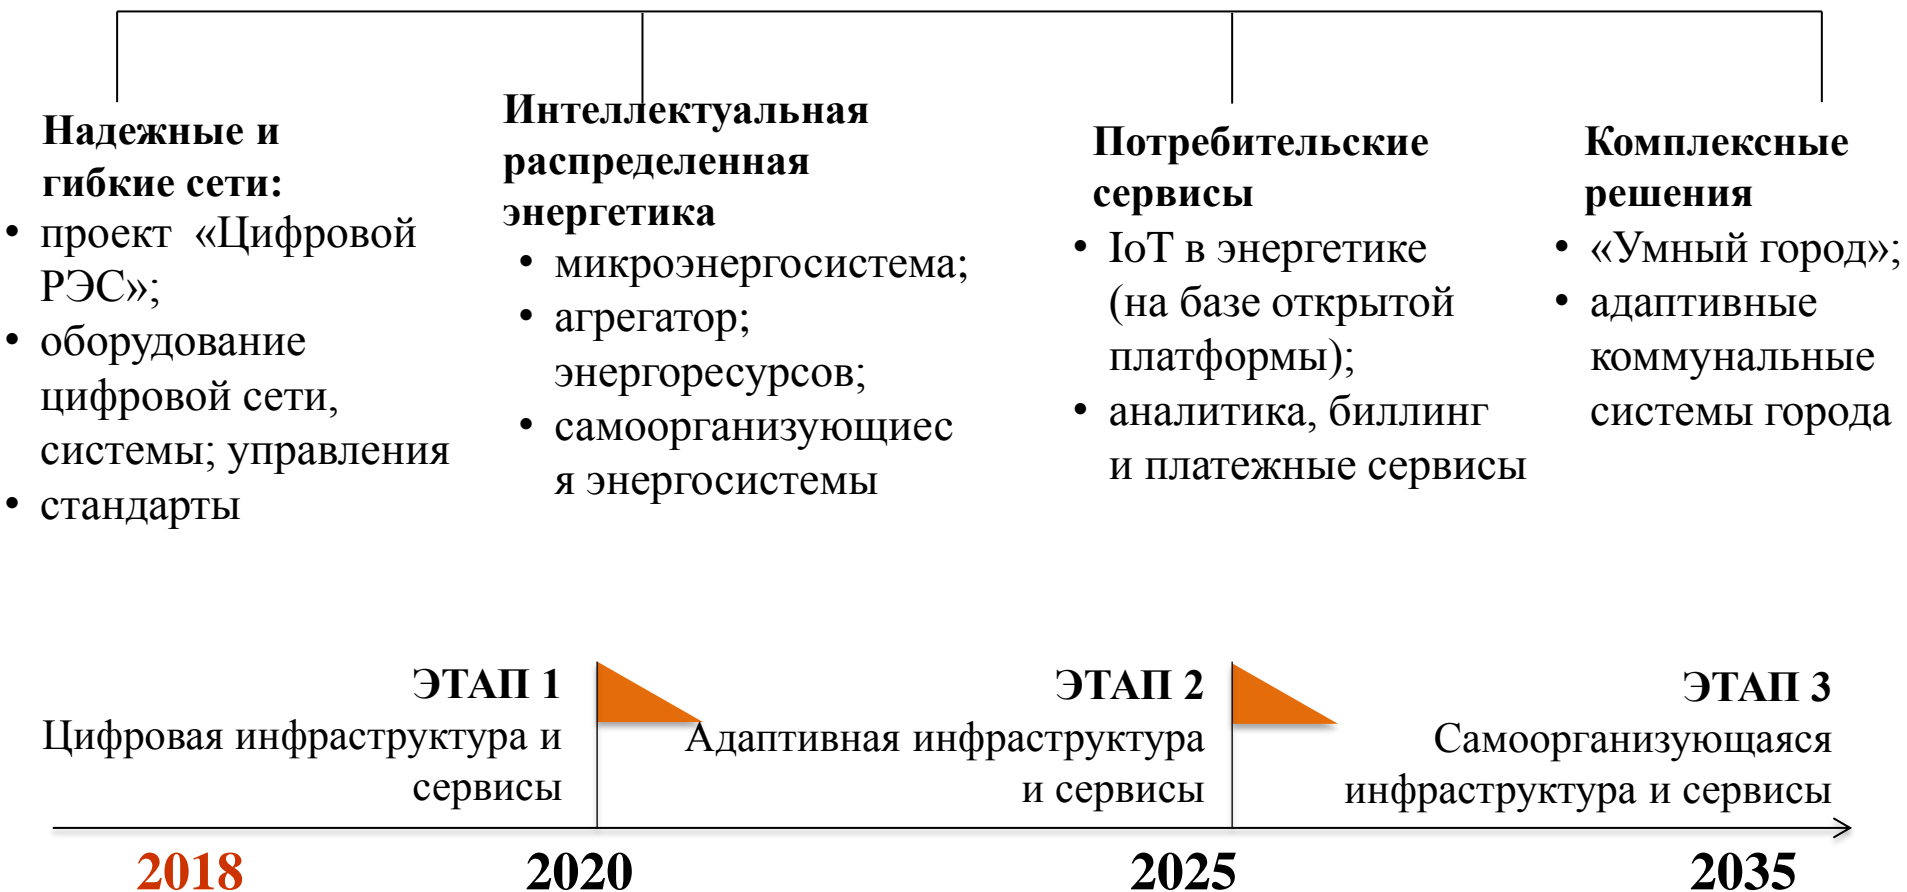 Надежные и
гибкие сети:
• проект «Цифровой
РЭС»;
• оборудование
цифровой сети,
системы; управления
• стандарты
Интеллектуальная
распределенная
энергетика
• микроэнергосистема;
• агрегатор;
энергоресурсов;
• самоорганизующиес
я энергосистемы
Потребительские
сервисы
• IoT в энергетике
(на базе открытой
платформы);
• аналитика, биллинг
и платежные сервисы
Комплексные
решения
• «Умный город»;
• адаптивные
коммунальные
системы города
ЭТАП 1
Цифровая инфраструктура и
сервисы
ЭТАП 2
Адаптивная инфраструктура
и сервисы
ЭТАП 3
Самоорганизующаяся
инфраструктура и сервисы
2018
2020
2025
2035